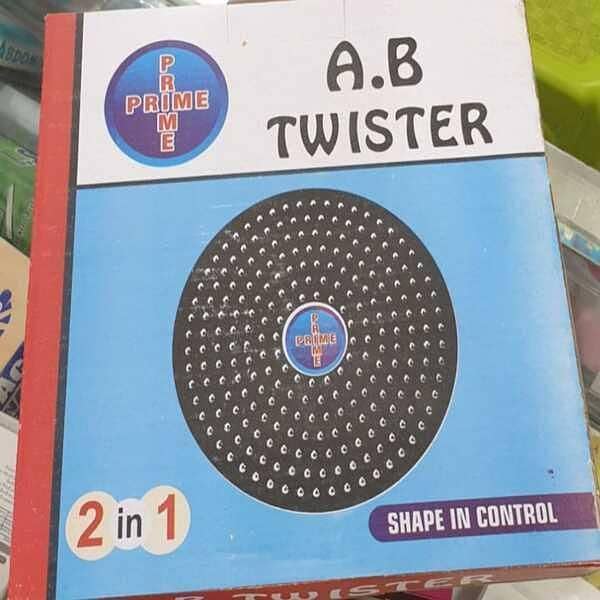 PRIME
PRIME
A.B
TWISTER
PRIME
PRIME
2 in 1
SHAPE IN CONTROL
TWISTER